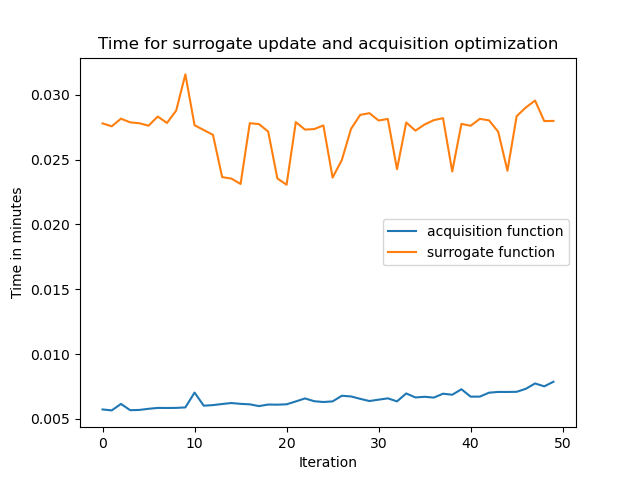 Time for surrogate update and acquisition optimization
0.030
0.025
0.020
0.015
0.010
0.005
Time in minutes
acquisition function
surrogate function
0 10 20 30 40 50
Iteration